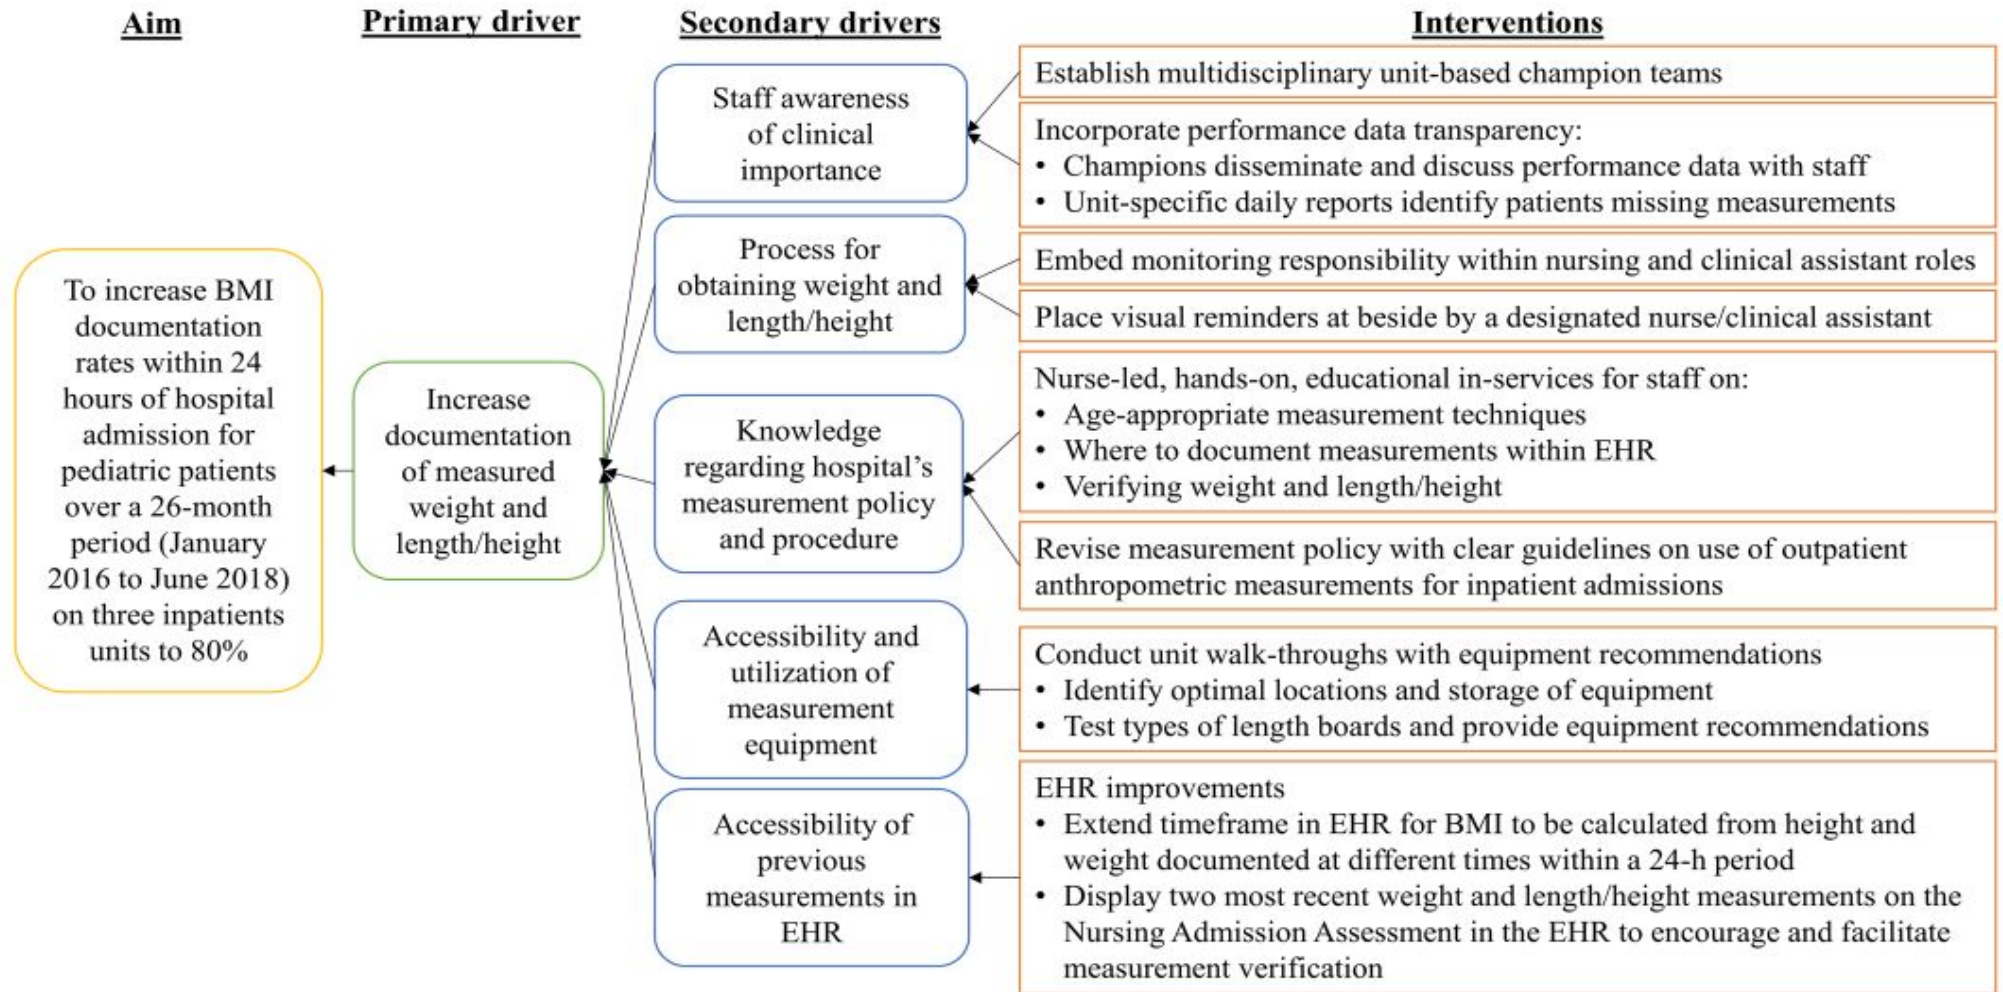 Aim
Primary driver
Secondary drivers
Interventions
To increase BMI
documentation
rates within 24
hours of hospital
admission for
pediatric patients
over a 26-month
period (January
2016 to June 2018)
on three inpatients
units to 80%
Increase
documentation
of measured
weight and
length/height
Staff awareness
of clinical
importance
Process for
obtaining weight and
length/height
Knowledge
regarding hospital's
measurement policy
and procedure
Accessibility and
utilization of
measurement
equipment
Accessibility of
previous
measurements in
EHR
Establish multidisciplinary unit-based champion teams
Incorporate performance data transparency:
• Champions disseminate and discuss performance data with staff
• Unit-specific daily reports identify patients missing measurements
Embed monitoring responsibility within nursing and clinical assistant roles
Place visual reminders at beside by a designated nurse/clinical assistant
Nurse-led, hands-on, educational in-services for staff on:
• Age-appropriate measurement techniques
• Where to document measurements within EHR
• Verifying weight and length/height
Revise measurement policy with clear guidelines on use of outpatient
anthropometric measurements for inpatient admissions
Conduct unit walk-throughs with equipment recommendations
• Identify optimal locations and storage of equipment
• Test types of length boards and provide equipment recommendations
EHR improvements
• Extend timeframe in EHR for BMI to be calculated from height and
weight documented at different times within a 24-h period
• Display two most recent weight and length/height measurements on the
Nursing Admission Assessment in the EHR to encourage and facilitate
measurement verification